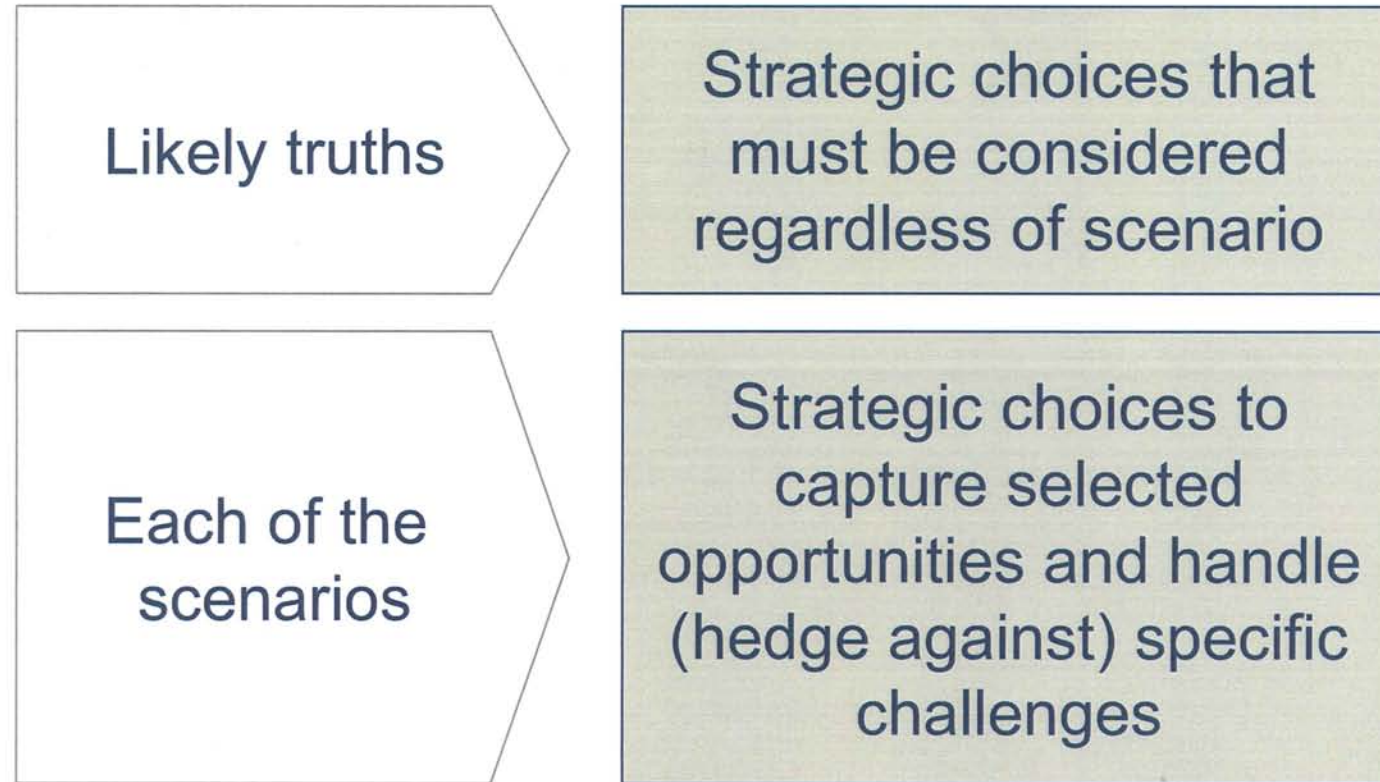 Likely truths
Strategic choices that
must be considered
regardless of scenario
Each of the
scenarios
Strategic choices to
capture selected
opportunities and handle
(hedge against) specific
challenges